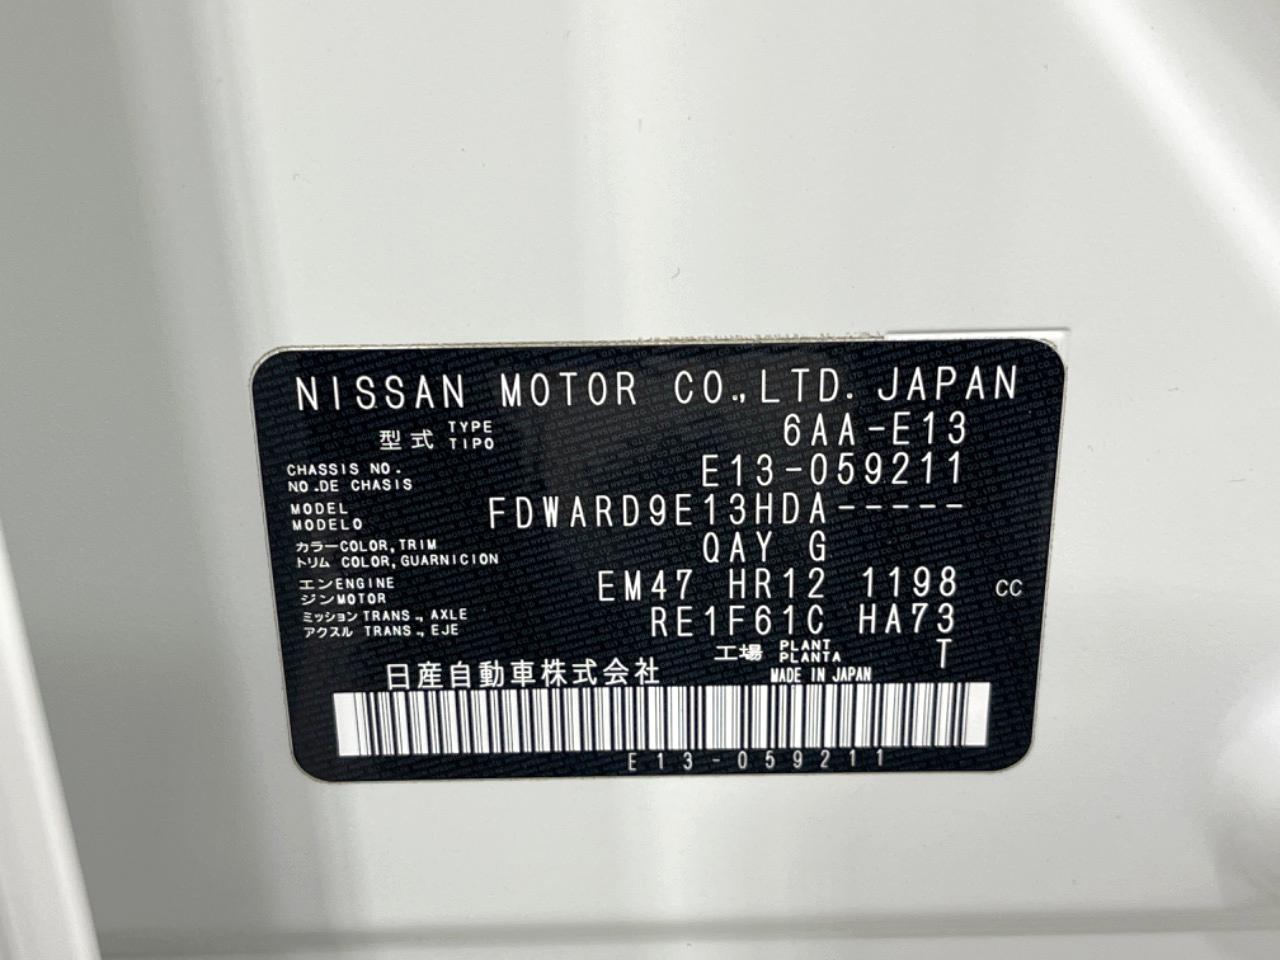 NISSAN MOTOR CO.,LTD. JAPAN
型式 TYPE TIPO 6AA-E13
CHASSIS NO. NO.DE CHASIS E13-059211
MODEL MODELO FDWARD9E13HDA-----
カラー COLOR,TRIM トリム COLOR,GUARNICION QAY G
エンジン ENGINE MOTOR EM47 HR12 1198 CC
ミッション TRANS., AXLE アクスル TRANS., EJE RE1F61C HA73
工場 PLANT PLANTA T
日産自動車株式会社 MADE IN JAPAN
E13-059211